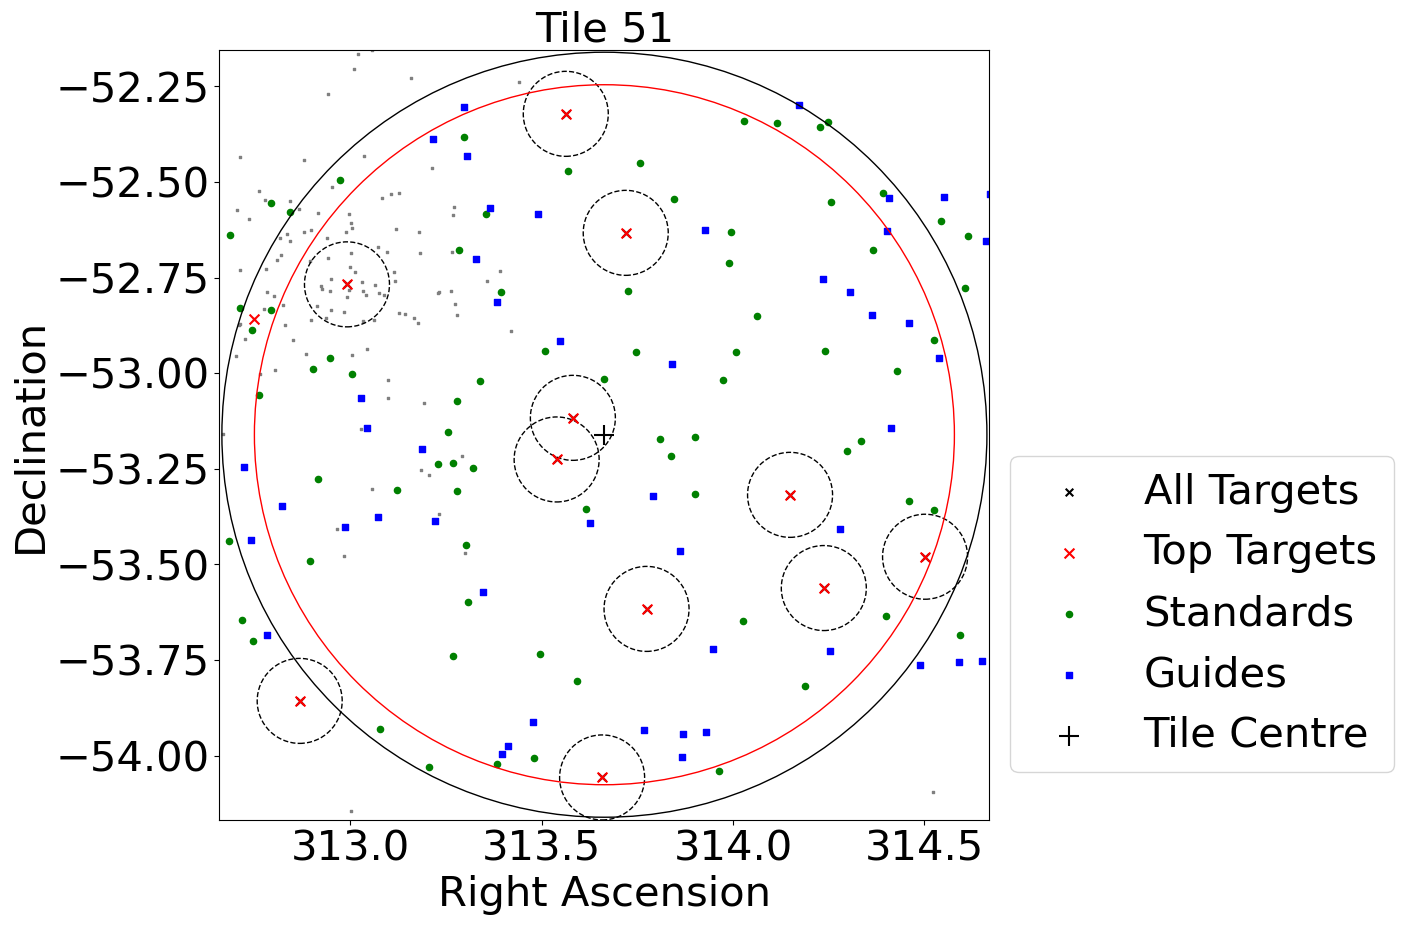 Tile 51
−52.25
−52.50
−52.75
−53.00
−53.25
−53.50
−53.75
−54.00
Declination
313.0 313.5 314.0 314.5
Right Ascension
All Targets
Top Targets
Standards
Guides
Tile Centre